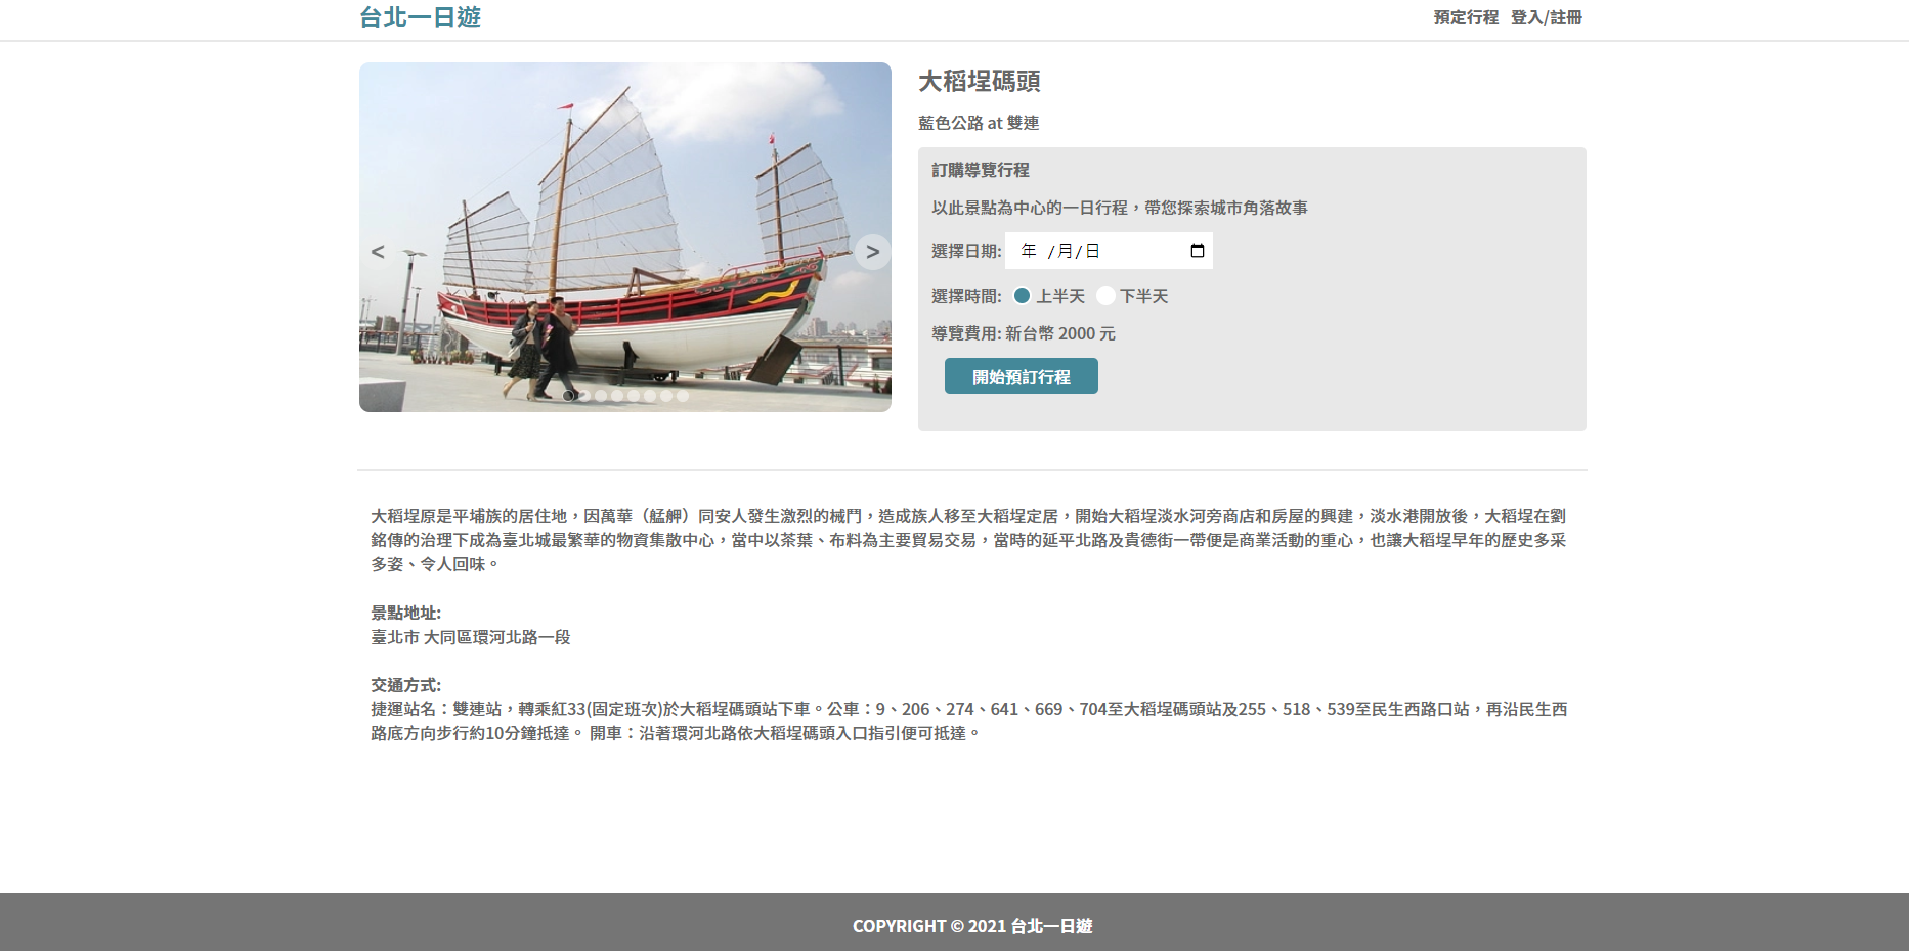 台北一日遊
預定行程 登入/註冊
大稻埕碼頭
藍色公路 at 雙連
訂購導覽行程
以此景點為中心的一日行程，帶您探索城市角落故事
選擇日期: 年 /月/日
選擇時間: 上半天 下半天
導覽費用: 新台幣 2000 元
開始預訂行程
<
>
大稻埕原是平埔族的居住地，因萬華（艋舺）同安人發生激烈的械鬥，造成族人移至大稻埕定居，開始大稻埕淡水河旁商店和房屋的興建，淡水港開放後，大稻埕在劉
銘傳的治理下成為臺北城最繁華的物資集散中心，當中以茶葉、布料為主要貿易交易，當時的延平北路及貴德街一帶便是商業活動的重心，也讓大稻埕早年的歷史多采
多姿、令人回味。
景點地址:
臺北市 大同區環河北路一段
交通方式:
捷運站名：雙連站，轉乘紅33(固定班次)於大稻埕碼頭站下車。公車：9、206、274、641、669、704至大稻埕碼頭站及255、518、539至民生西路口站，再沿民生西
路底方向步行約10分鐘抵達。 開車：沿著環河北路依大稻埕碼頭入口指引便可抵達。
COPYRIGHT © 2021 台北一日遊